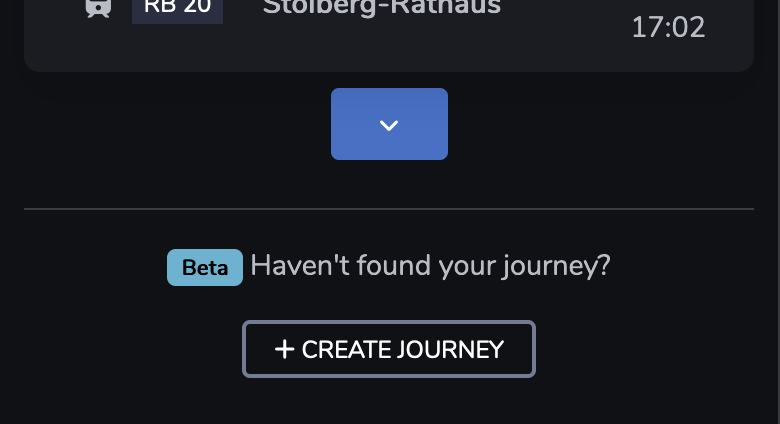 RB 20 Stolberg-Rathaus
17:02
Beta Haven't found your journey?
+ CREATE JOURNEY